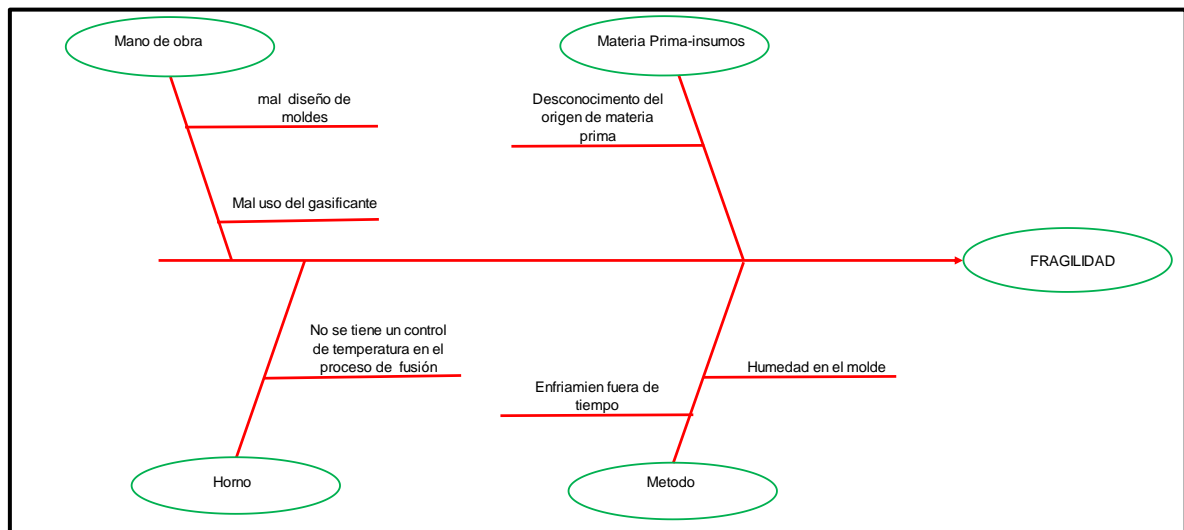 Mano de obra
Materia Prima-insumos
mal diseño de
moldes
Desconocimento del
origen de materia
prima
Mal uso del gasificante
FRAGILIDAD
No se tiene un control
de temperatura en el
proceso de fusión
Humedad en el molde
Enfriamien fuera de
tiempo
Horno
Metodo